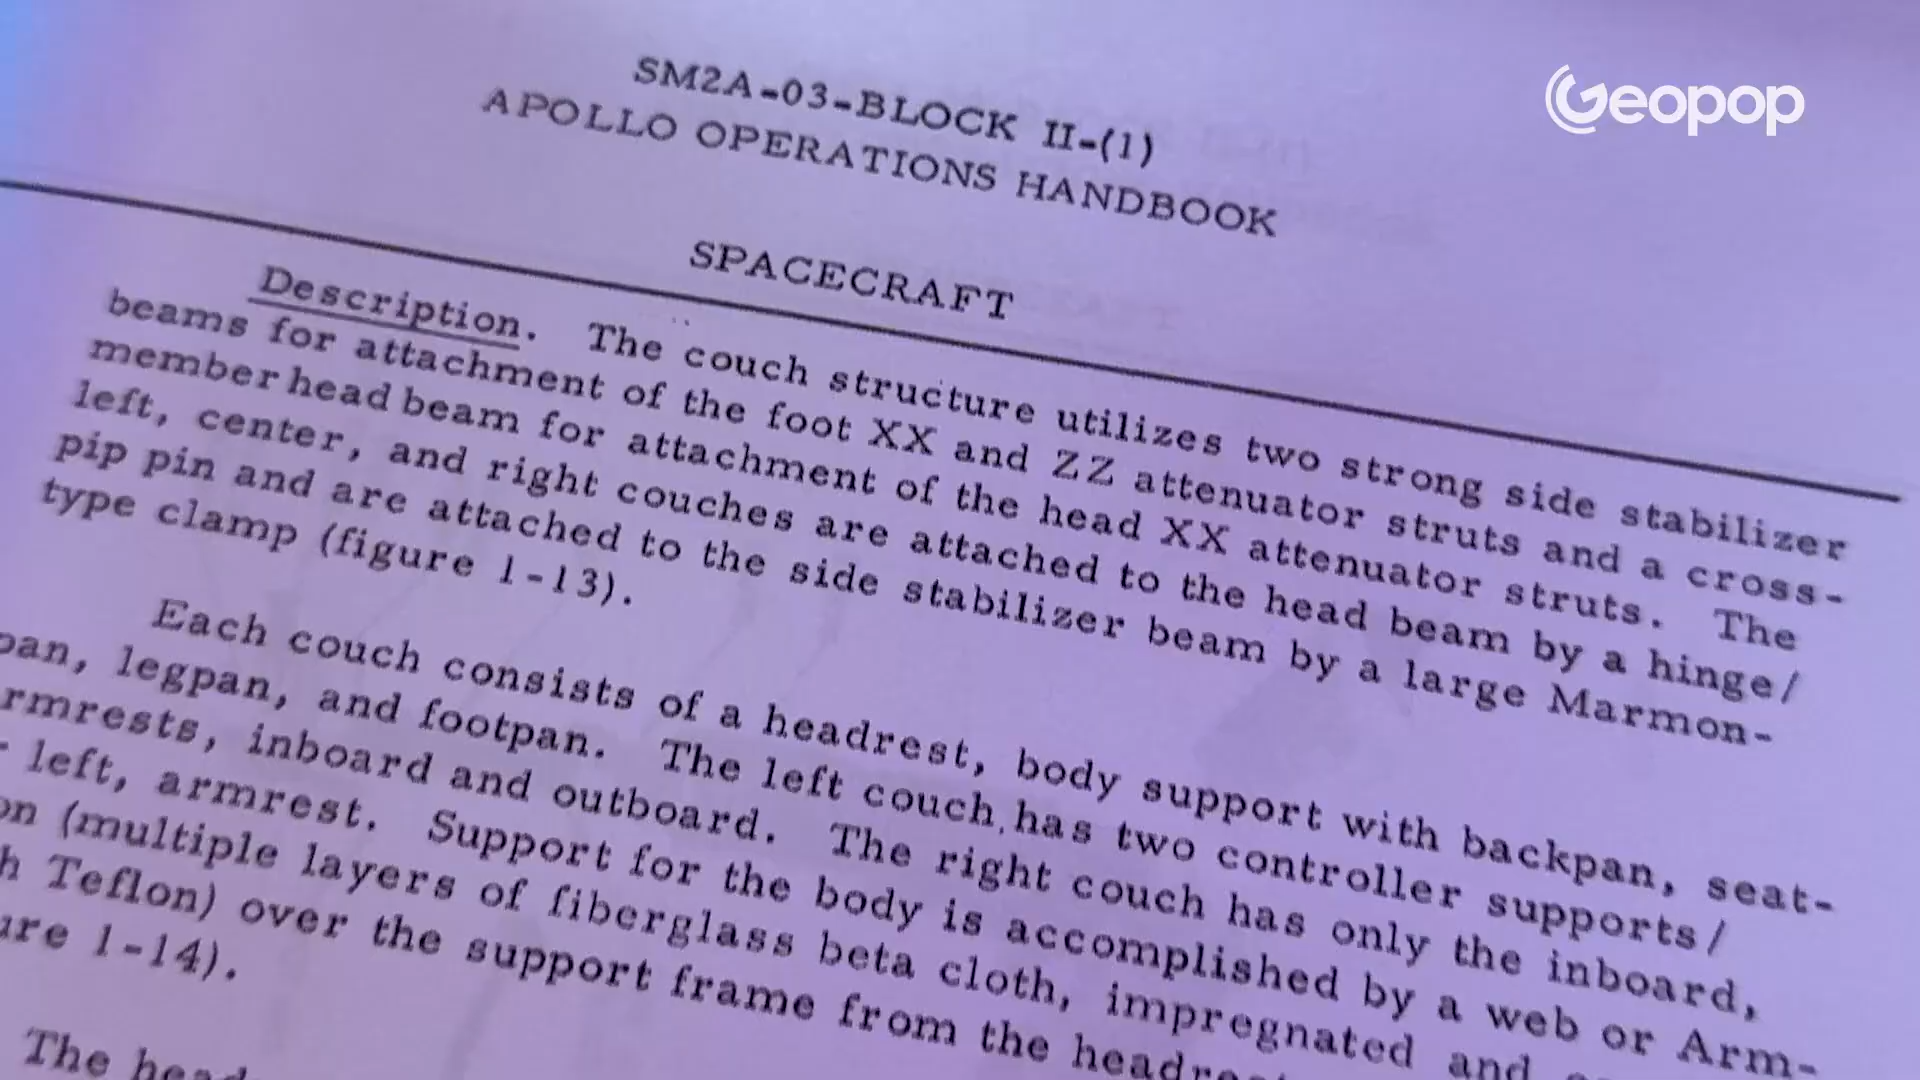 Geopop
SM2A-03-BLOCK II-(1)
APOLLO OPERATIONS HANDBOOK
SPACECRAFT
Description. The couch structure utilizes two strong side stabilizer
beams for attachment of the foot XX and ZZ attenuator struts and a cross-
member head beam for attachment of the head XX attenuator struts. The
left, center, and right couches are attached to the head beam by a hinge/
pip pin and are attached to the side stabilizer beam by a large Marmon-
type clamp (figure 1-13).
Each couch consists of a headrest, body support with backpan, seat-
pan, legpan, and footpan. The left couch has two controller supports/
armrests, inboard and outboard. The right couch has only the inboard,
left, armrest. Support for the body is accomplished by a web or Arm-
(multiple layers of fiberglass beta cloth, impregnated and
Teflon) over the support frame from the
1-14).
The